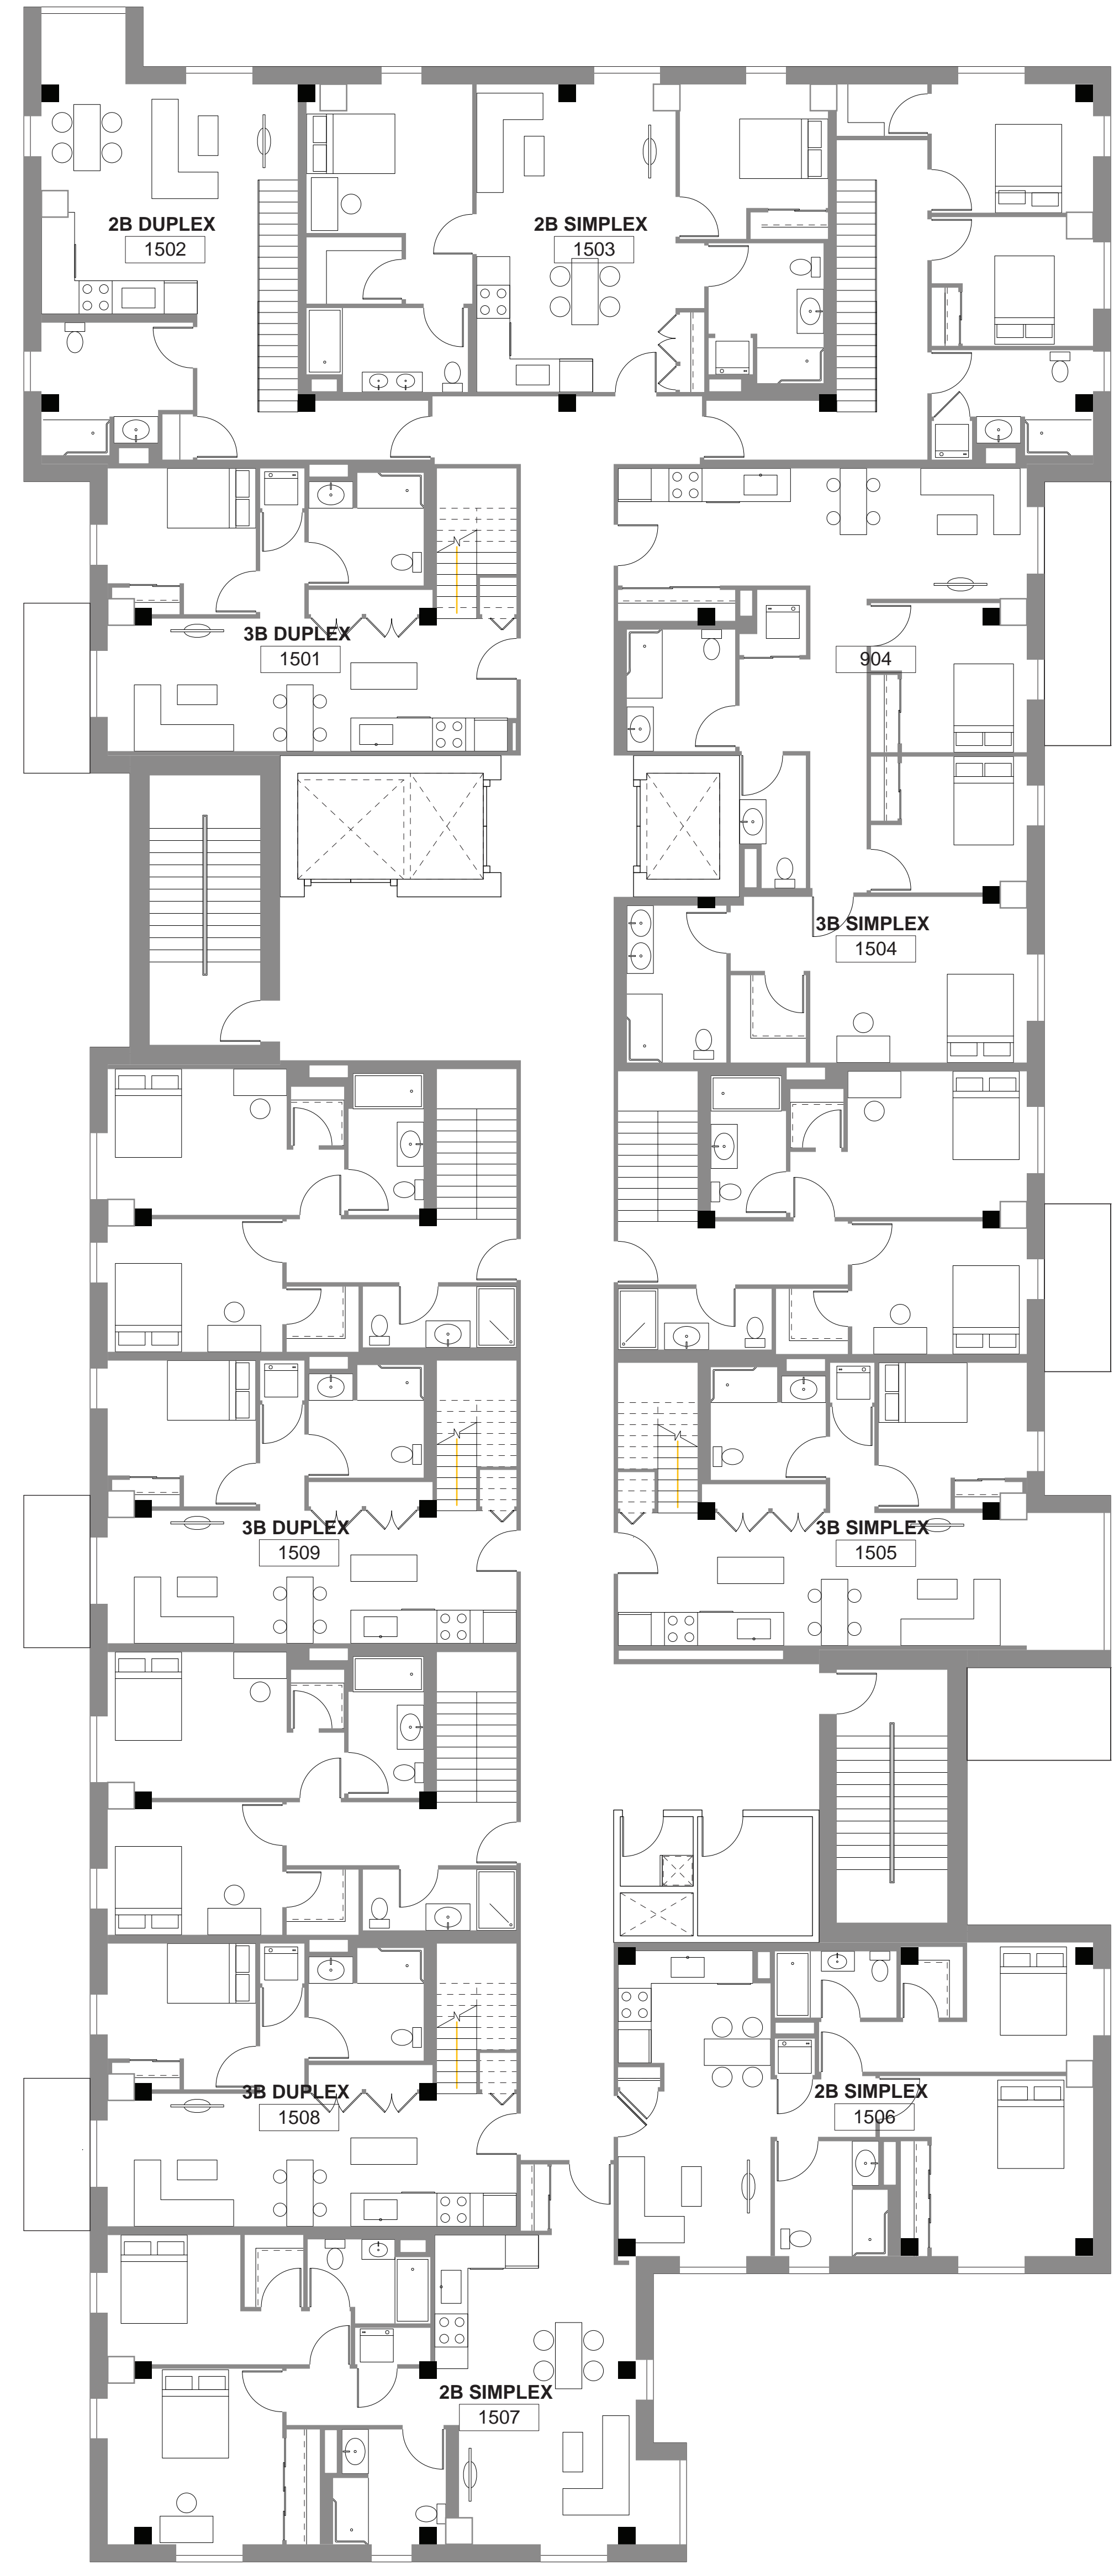 2B DUPLEX
1502
2B SIMPLEX
1503
3B DUPLEX
1501
904
3B SIMPLEX
1504
3B DUPLEX
1509
3B SIMPLEX
1505
3B DUPLEX
1508
2B SIMPLEX
1506
2B SIMPLEX
1507